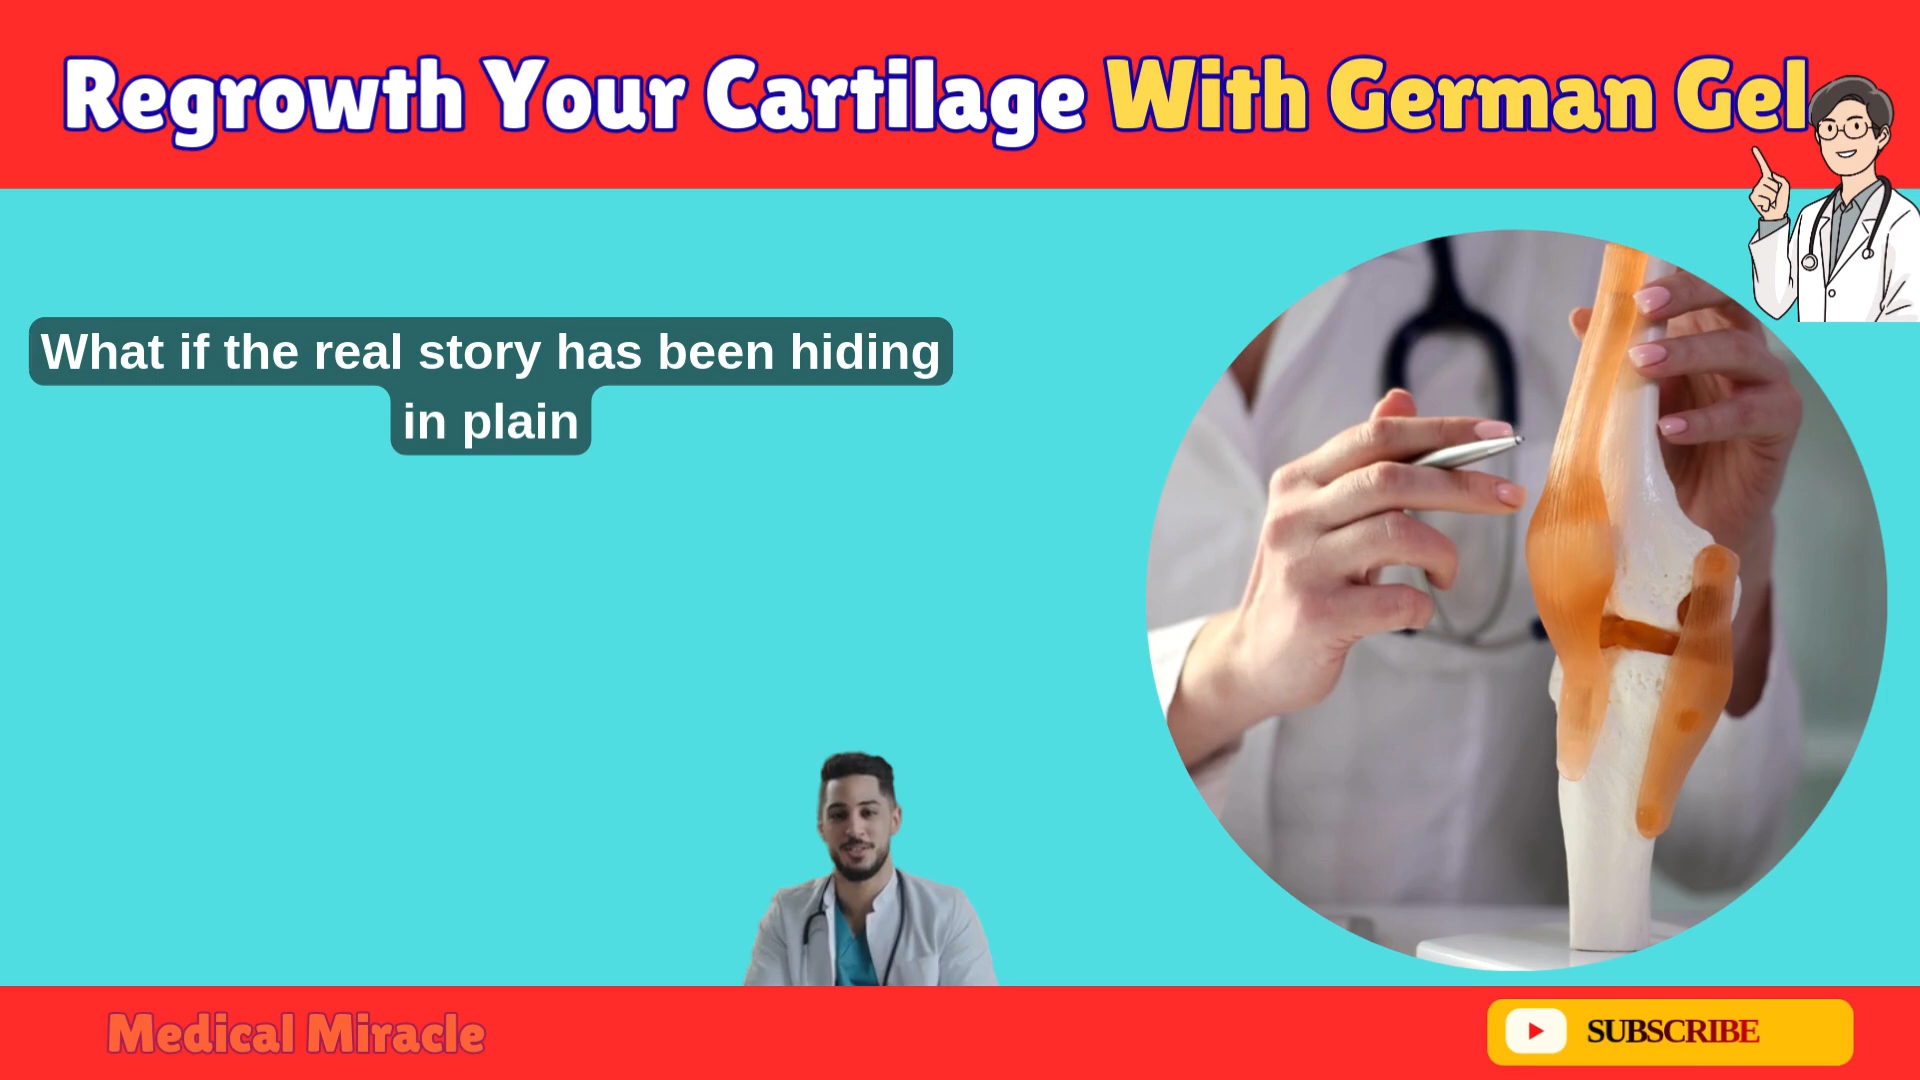 Regrowth Your Cartilage With German Gel
What if the real story has been hiding
in plain
Medical Miracle
SUBSCRIBE